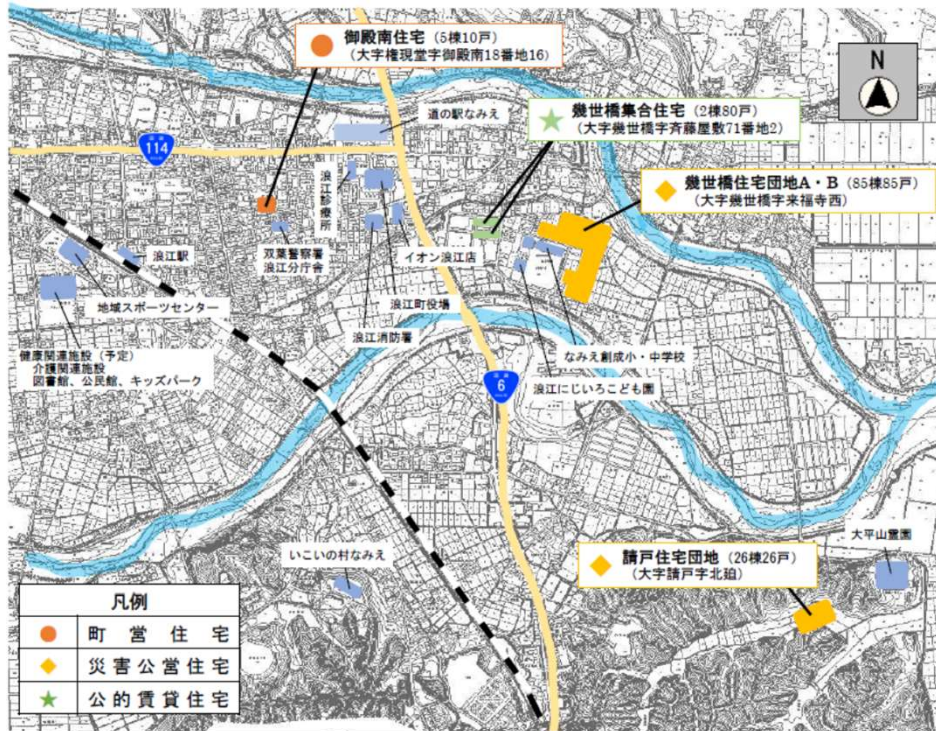 御殿南住宅（5棟10戸）
（大字権現堂字御殿南18番地16）
N
道の駅なみえ
幾世橋集合住宅（2棟80戸）
（大字幾世橋字斉藤屋敷71番地2）
国道
114
浪江診療所
幾世橋住宅団地A・B（85棟85戸）
（大字幾世橋字来福寺西）
浪江駅
双葉警察署
浪江分庁舎
イオン浪江店
地域スポーツセンター
浪江町役場
浪江消防署
健康関連施設（予定）
介護関連施設
図書館、公民館、キッズパーク
なみえ創成小・中学校
国道
6
浪江にじいろこども園
いこいの村なみえ
請戸住宅団地（26棟26戸）
（大字請戸字北迫）
大平山霊園
凡例
町営住宅
災害公営住宅
公的賃貸住宅